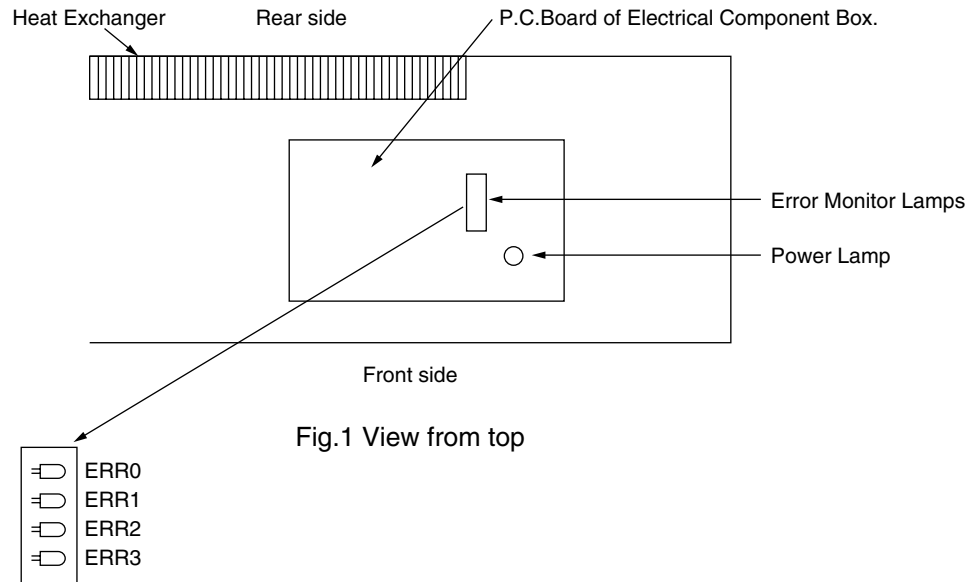 Heat Exchanger
Rear side
P.C.Board of Electrical Component Box.
Error Monitor Lamps
Power Lamp
Front side
Fig.1 View from top
ERR0
ERR1
ERR2
ERR3